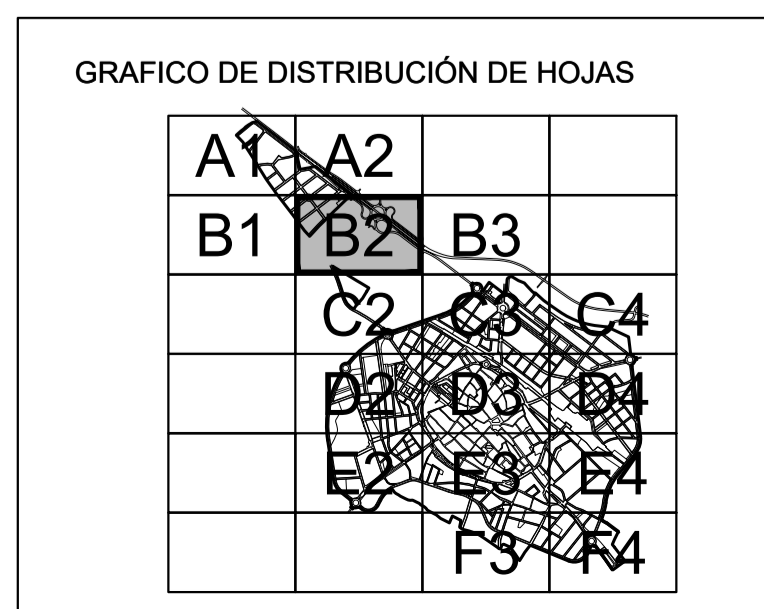 GRAFICO DE DISTRIBUCIÓN DE HOJAS
A1 A2
B1 B2 B3
C2 C3 C4
D2 D3 D4
E2 E3 E4
F3 F4